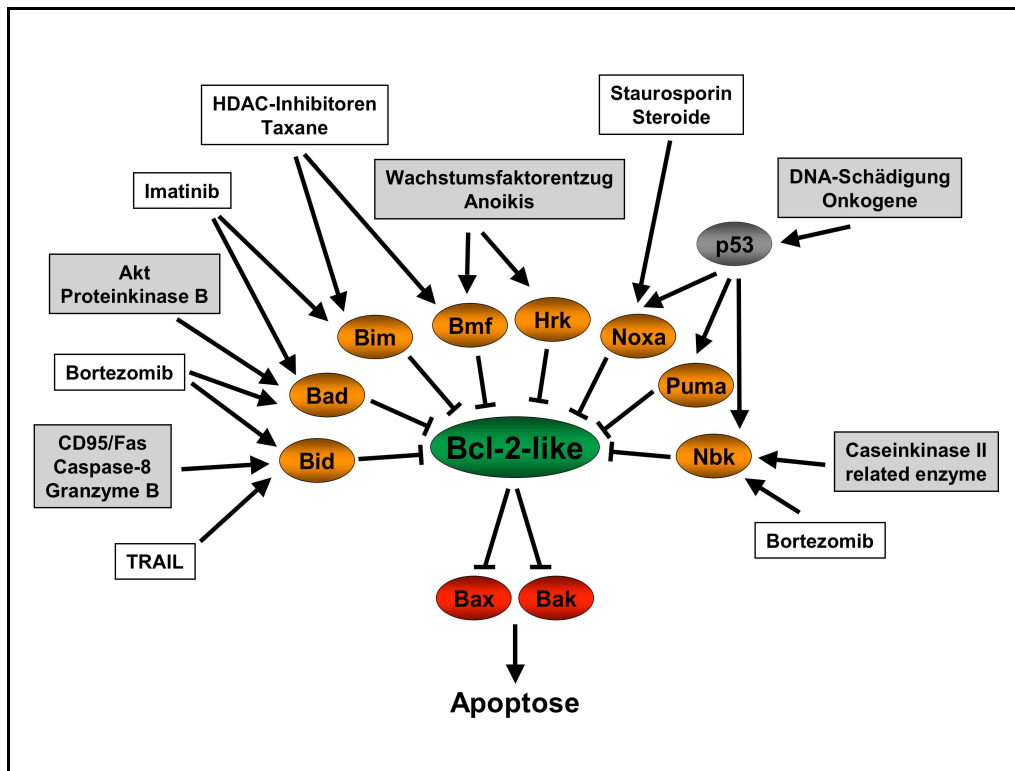 HDAC-Inhibitoren
Taxane
Staurosporin
Steroide
Imatinib
Wachstumsfaktorentzug
Anoikis
DNA-Schädigung
Onkogene
p53
Akt
Proteinkinase B
Bim
Bmf
Hrk
Noxa
Bortezomib
Bad
Puma
CD95/Fas
Caspase-8
Granzyme B
Bid
Bcl-2-like
Nbk
Caseinkinase II
related enzyme
TRAIL
Bortezomib
Bax
Bak
Apoptose